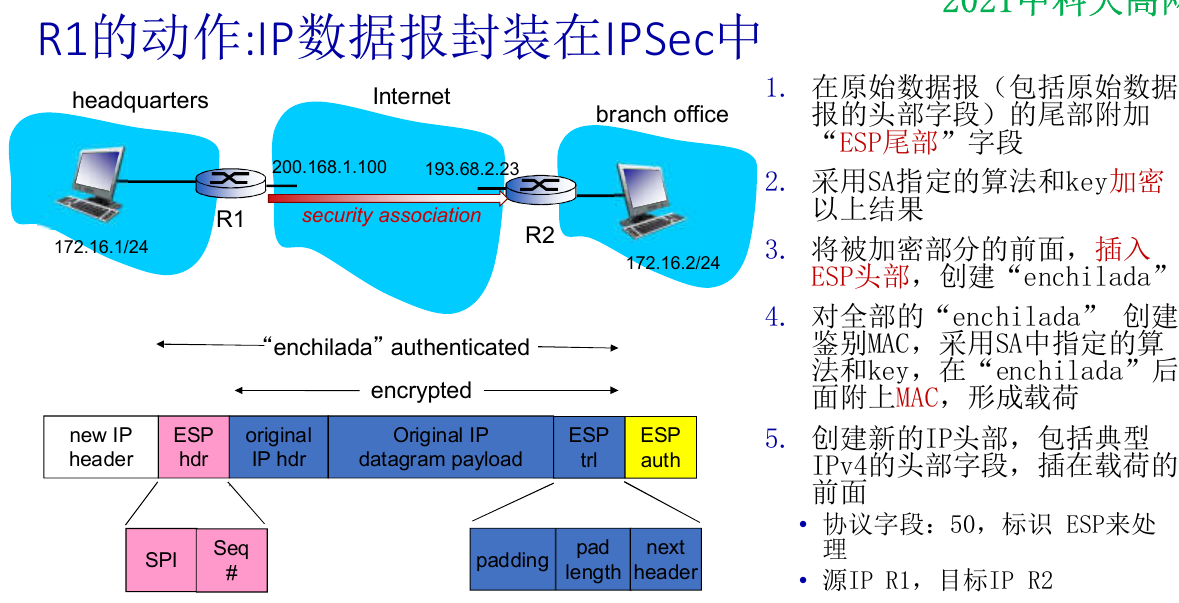 2021中科大高网
R1的动作:IP数据报封装在IPSec中
headquarters
Internet
branch office
200.168.1.100
193.68.2.23
R1
security association
R2
172.16.1/24
172.16.2/24
“enchilada” authenticated
encrypted
new IP
header
ESP
hdr
original
IP hdr
Original IP
datagram payload
ESP
trl
ESP
auth
SPI
Seq
#
padding
pad
length
next
header
1. 在原始数据报（包括原始数据
报的头部字段）的尾部附加
“ESP尾部”字段
2. 采用SA指定的算法和key加密
以上结果
3. 将被加密部分的前面，插入
ESP头部，创建“enchilada”
4. 对全部的“enchilada” 创建
鉴别MAC，采用SA中指定的算
法和key，在“enchilada”后
面附上MAC，形成载荷
5. 创建新的IP头部，包括典型
IPv4的头部字段，插在载荷的
前面
• 协议字段：50，标识 ESP来处
理
• 源IP R1，目标IP R2